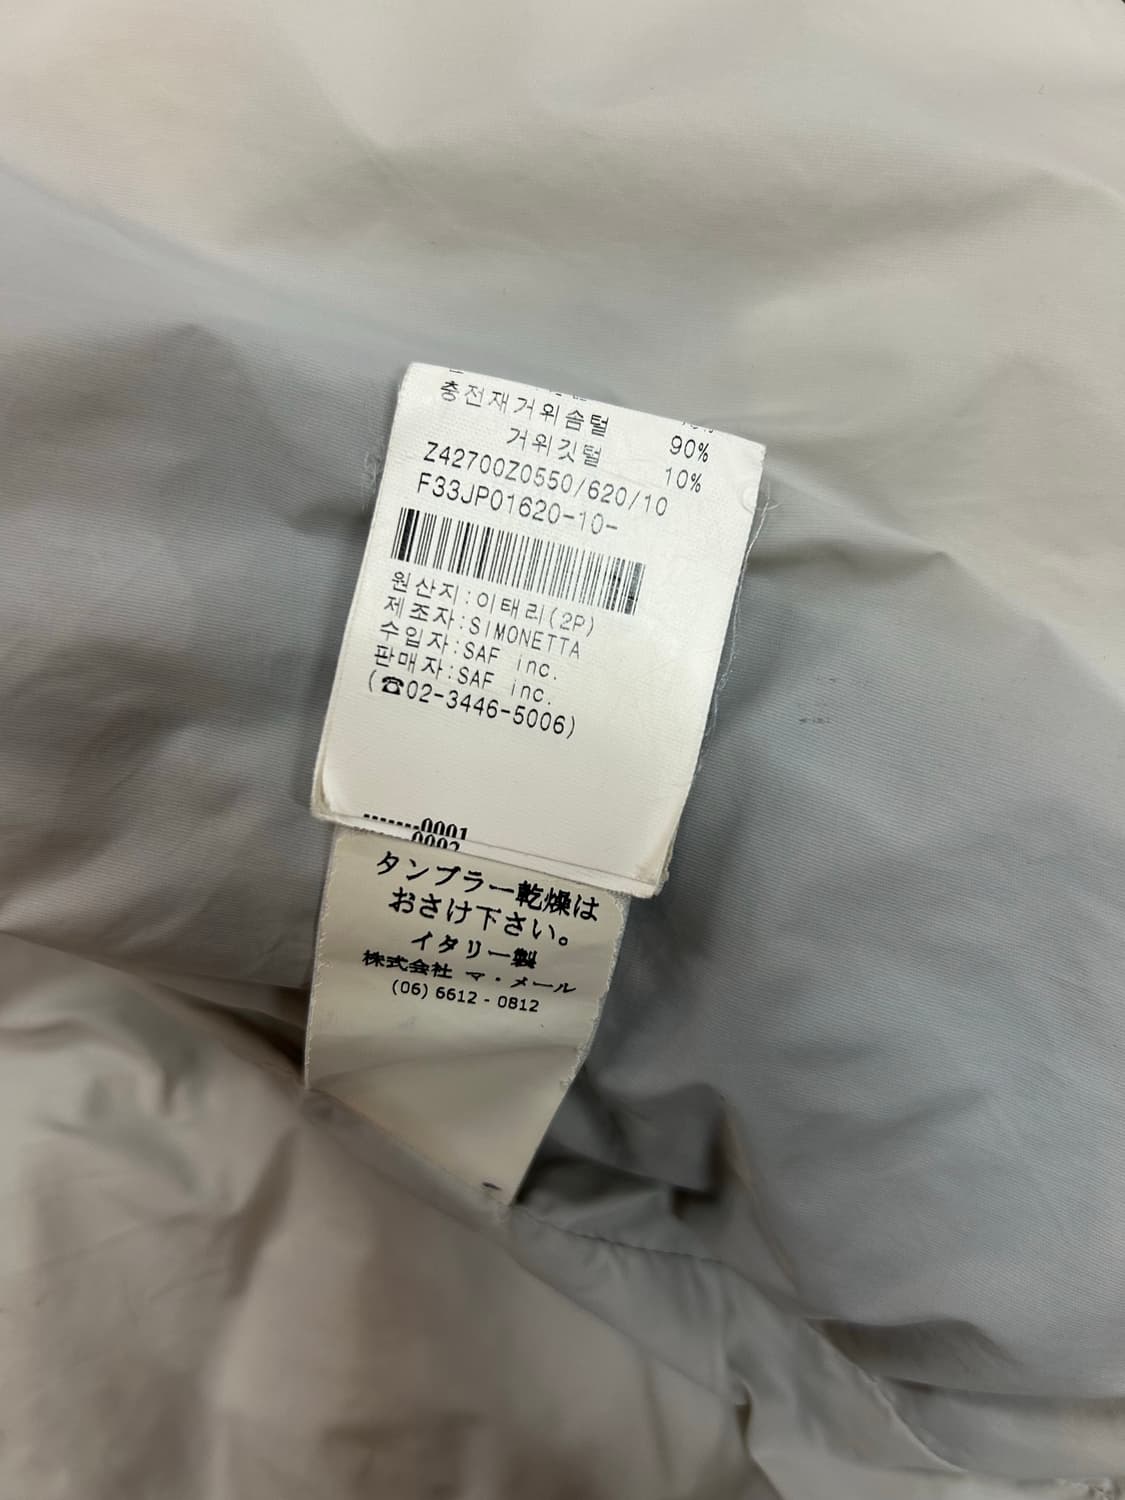 충전재거위솜털 90%
거위깃털 10%
Z42700Z0550/620/10
F33JP01620-10-
원산지:이태리(2P)
제조자:SIMONETTA
수입자:SAF inc.
판매자:SAF inc.
(☎02-3446-5006)
-------0001
0002
タンブラー乾燥は
おさけ下さい。
イタリー製
株式会社 マ・メール
(06) 6612 - 0812